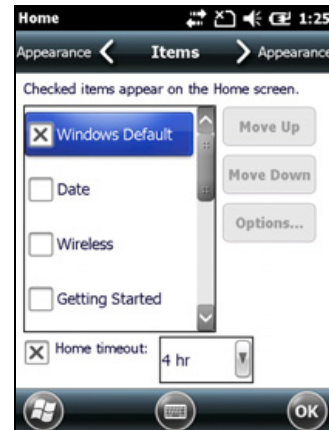 Home 1:25
Appearance Items Appearance
Checked items appear on the Home screen.
Windows Default
Move Up
Date
Move Down
Wireless
Options...
Getting Started
Home timeout: 4 hr
OK